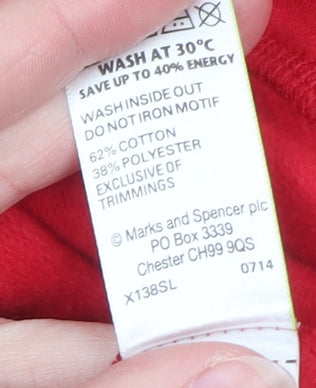 WASH AT 30°C
SAVE UP TO 40% ENERGY
WASH INSIDE OUT
DO NOT IRON MOTIF
62% COTTON
38% POLYESTER
EXCLUSIVE OF
TRIMMINGS
© Marks and Spencer plc
PO Box 3339
Chester CH99 9QS
0714
X138SL